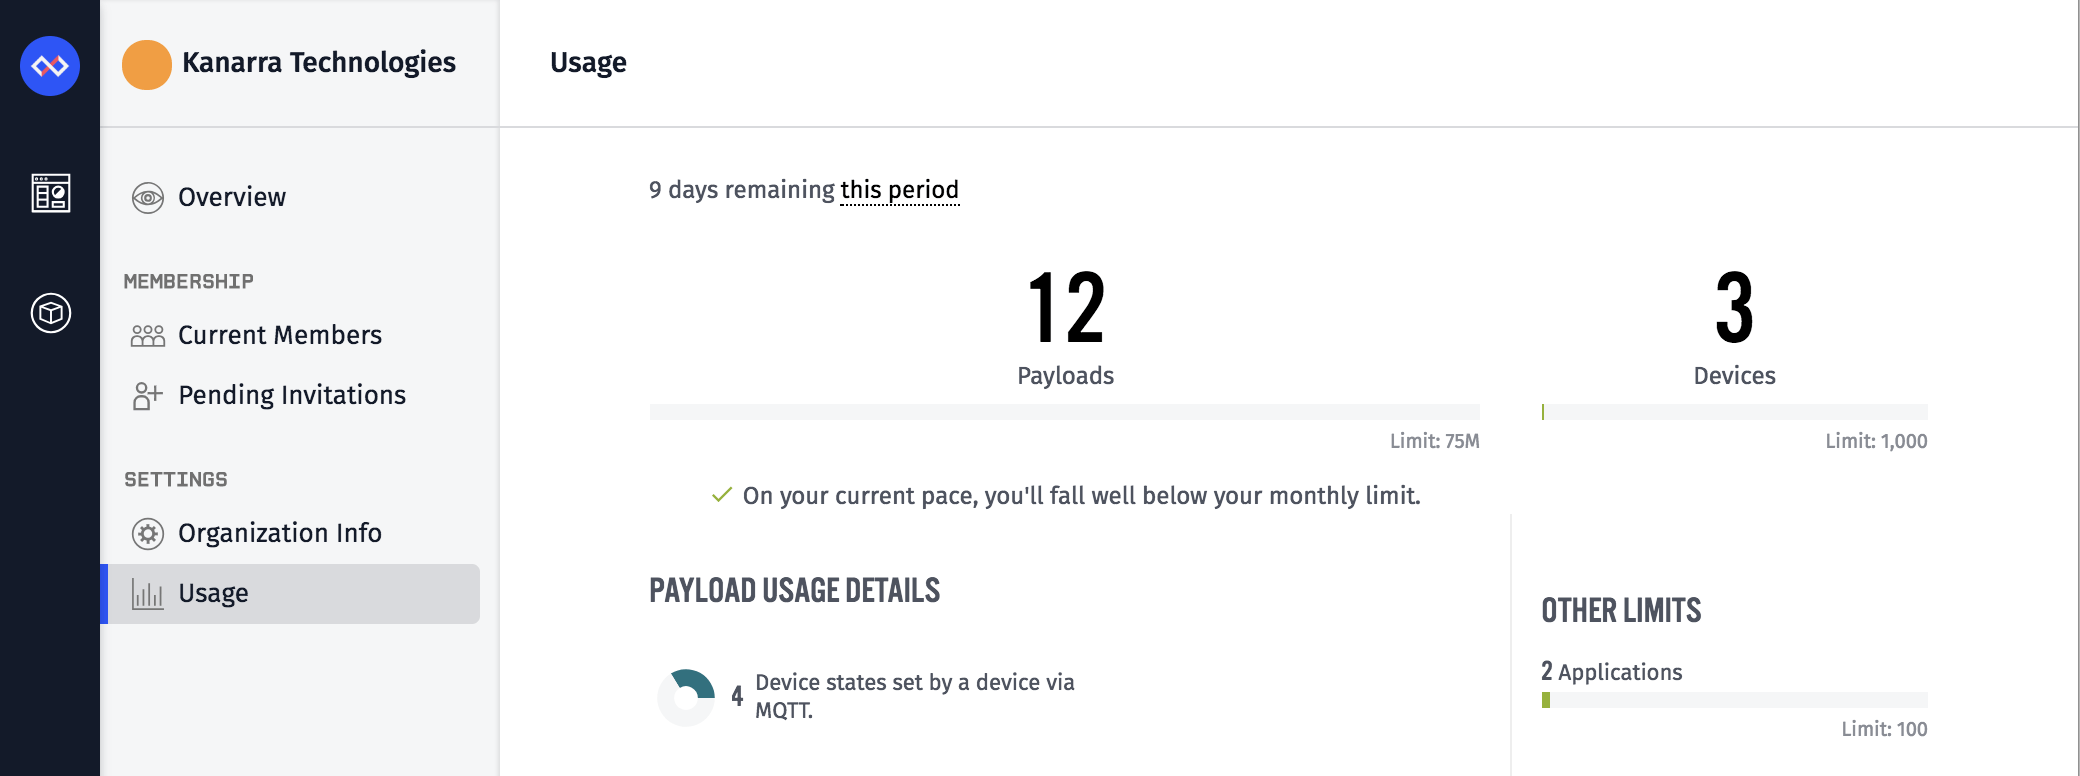 Kanarra Technologies
Usage
Overview
MEMBERSHIP
Current Members
Pending Invitations
SETTINGS
Organization Info
Usage
9 days remaining this period
12
Payloads
Limit: 75M
✓ On your current pace, you'll fall well below your monthly limit.
3
Devices
Limit: 1,000
PAYLOAD USAGE DETAILS
4 Device states set by a device via
MQTT.
OTHER LIMITS
2 Applications
Limit: 100